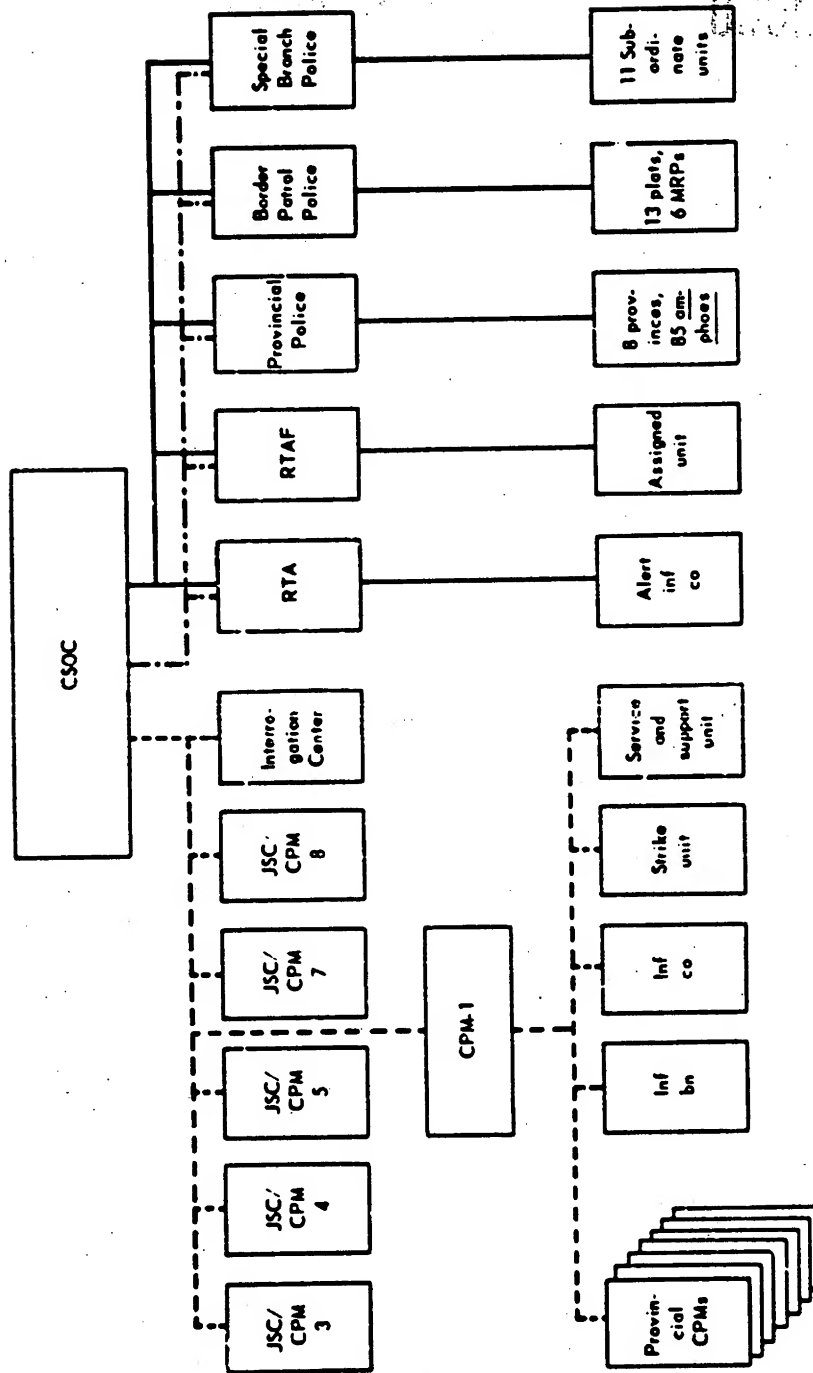 CSOC
JSC/
CPM
3
JSC/
CPM
4
JSC/
CPM
5
JSC/
CPM
7
JSC/
CPM
8
Interro-
gation
Center
RTA
RTAF
Provincial
Police
Border
Patrol
Police
Special
Branch
Police
CPM-1
Provin-
cial
CPMs
Inf
bn
Inf
co
Strike
unit
Service
and
support
unit
Alert
inf
co
Assigned
unit
8 prov-
inces,
85 am-
phoes
13 plats,
6 MRPs
11 Sub-
ordi-
nate
units